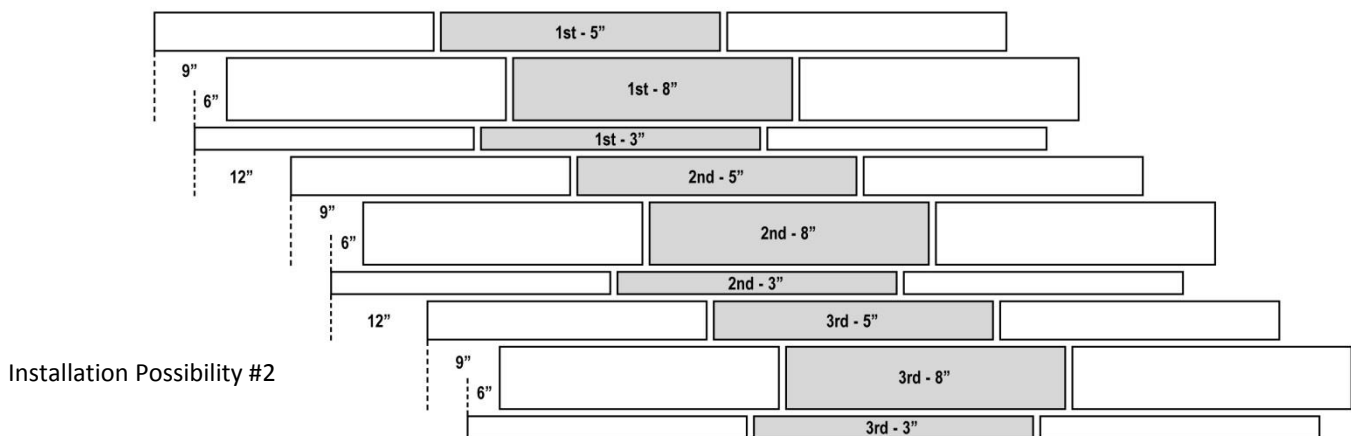 1st - 5”
9”
1st - 8”
6”
1st - 3”
12”
2nd - 5”
9”
2nd - 8”
6”
2nd - 3”
12”
3rd - 5”
9”
Installation Possibility #2
3rd - 8”
6”
3rd - 3”